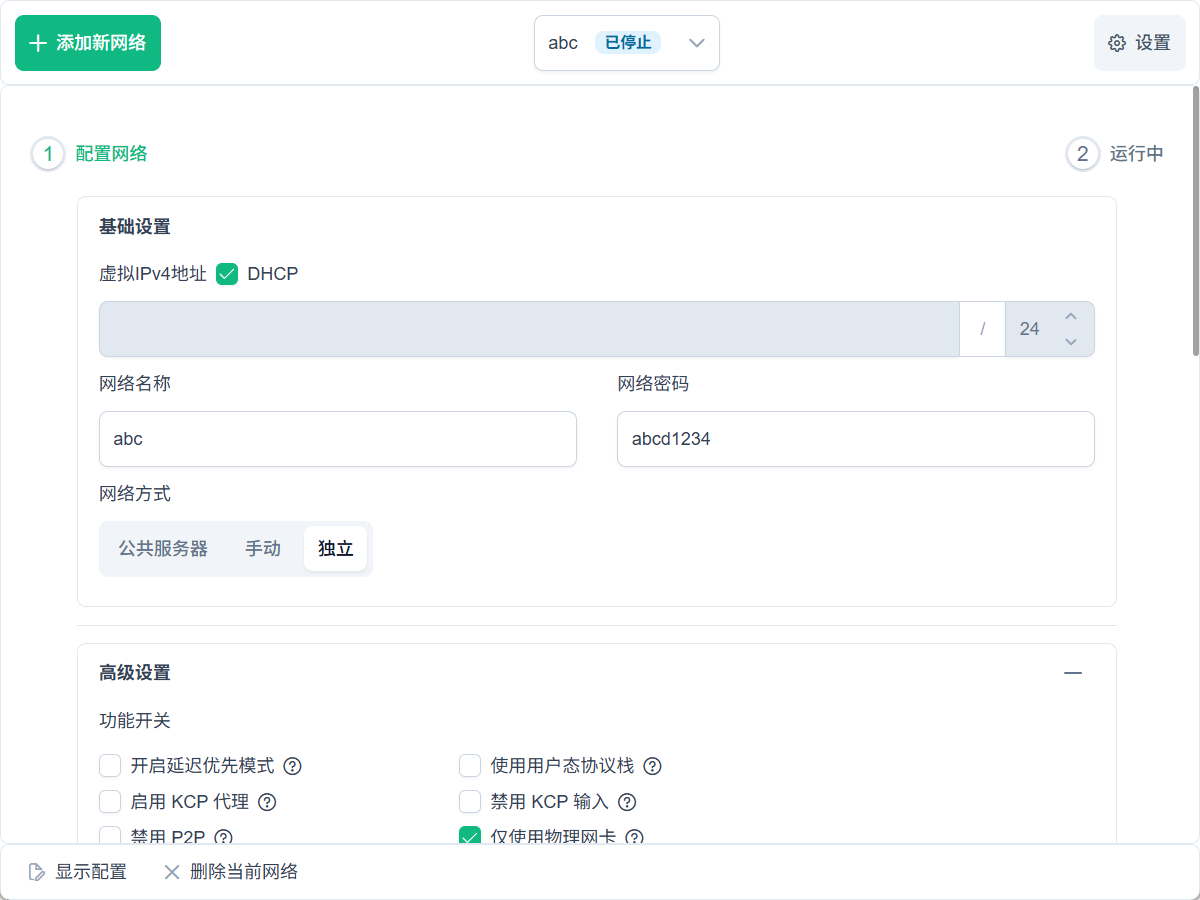 添加新网络
abc 已停止
设置
1 配置网络
2 运行中
基础设置
虚拟IPv4地址 DHCP
/ 24
网络名称
网络密码
abc
abcd1234
网络方式
公共服务器 手动 独立
高级设置
功能开关
开启延迟优先模式
使用用户态协议栈
启用 KCP 代理
禁用 KCP 输入
禁用 P2P
仅使用物理网卡
显示配置
删除当前网络